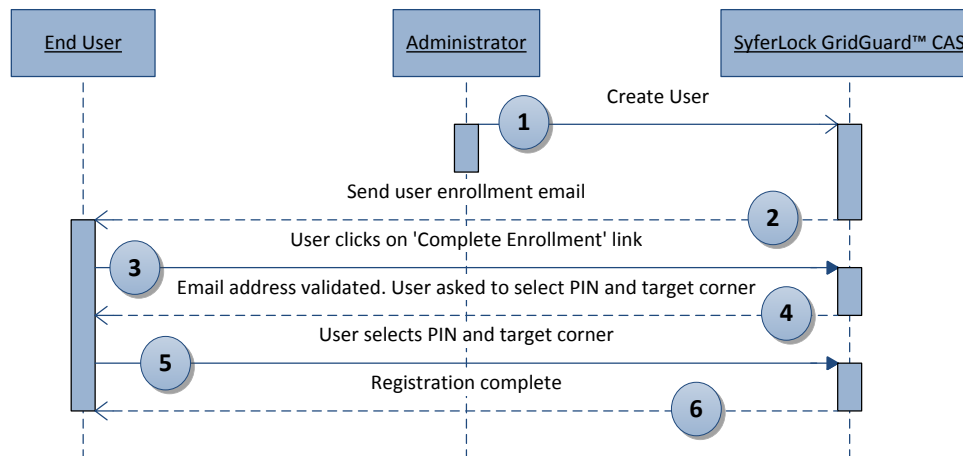 End User
Administrator
SyferLock GridGuard™ CAS
Create User
1
Send user enrollment email
2
User clicks on 'Complete Enrollment' link
3
Email address validated. User asked to select PIN and target corner
4
User selects PIN and target corner
5
Registration complete
6